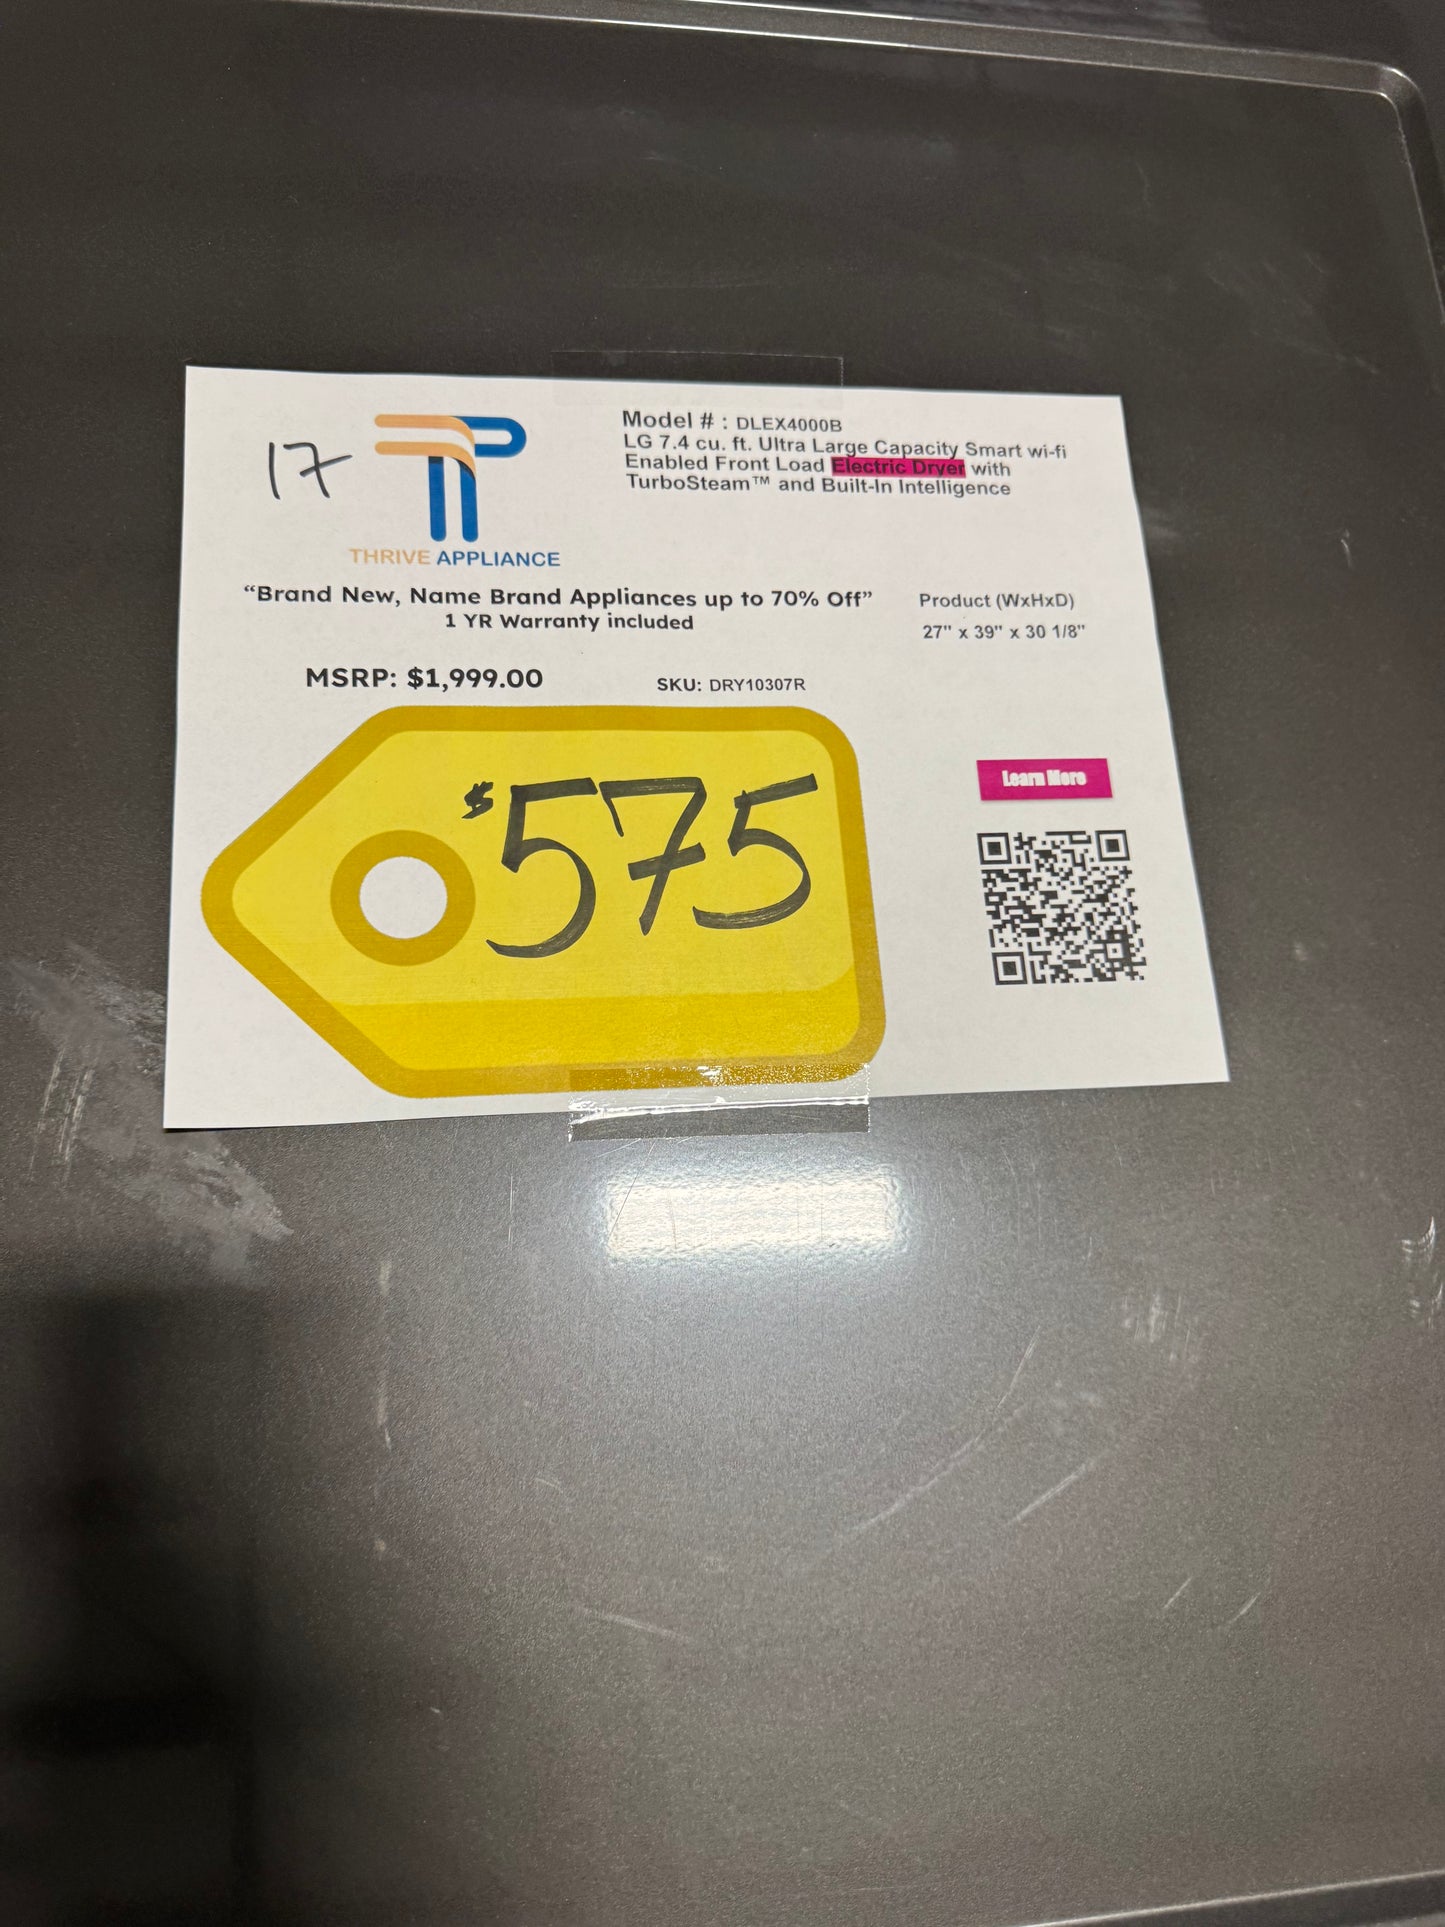 17
THRIVE APPLIANCE
Model # : DLEX4000B
LG 7.4 cu. ft. Ultra Large Capacity Smart wi-fi
Enabled Front Load Electric Dryer with
TurboSteam™ and Built-In Intelligence
“Brand New, Name Brand Appliances up to 70% Off”
1 YR Warranty included
Product (WxHxD)
27" x 39" x 30 1/8"
MSRP: $1,999.00
SKU: DRY10307R
$575
Learn More